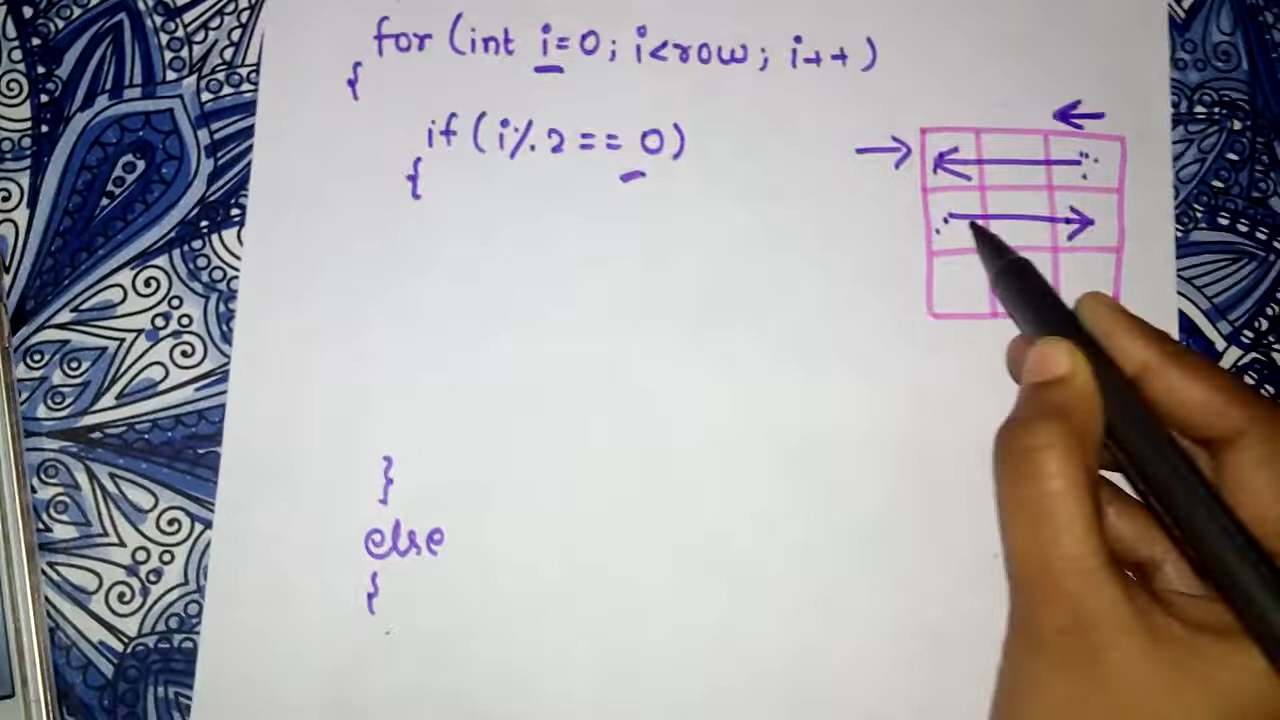 for (int i=0; i<row; i++)
{
if (i%2 == 0)
{
}
else
{